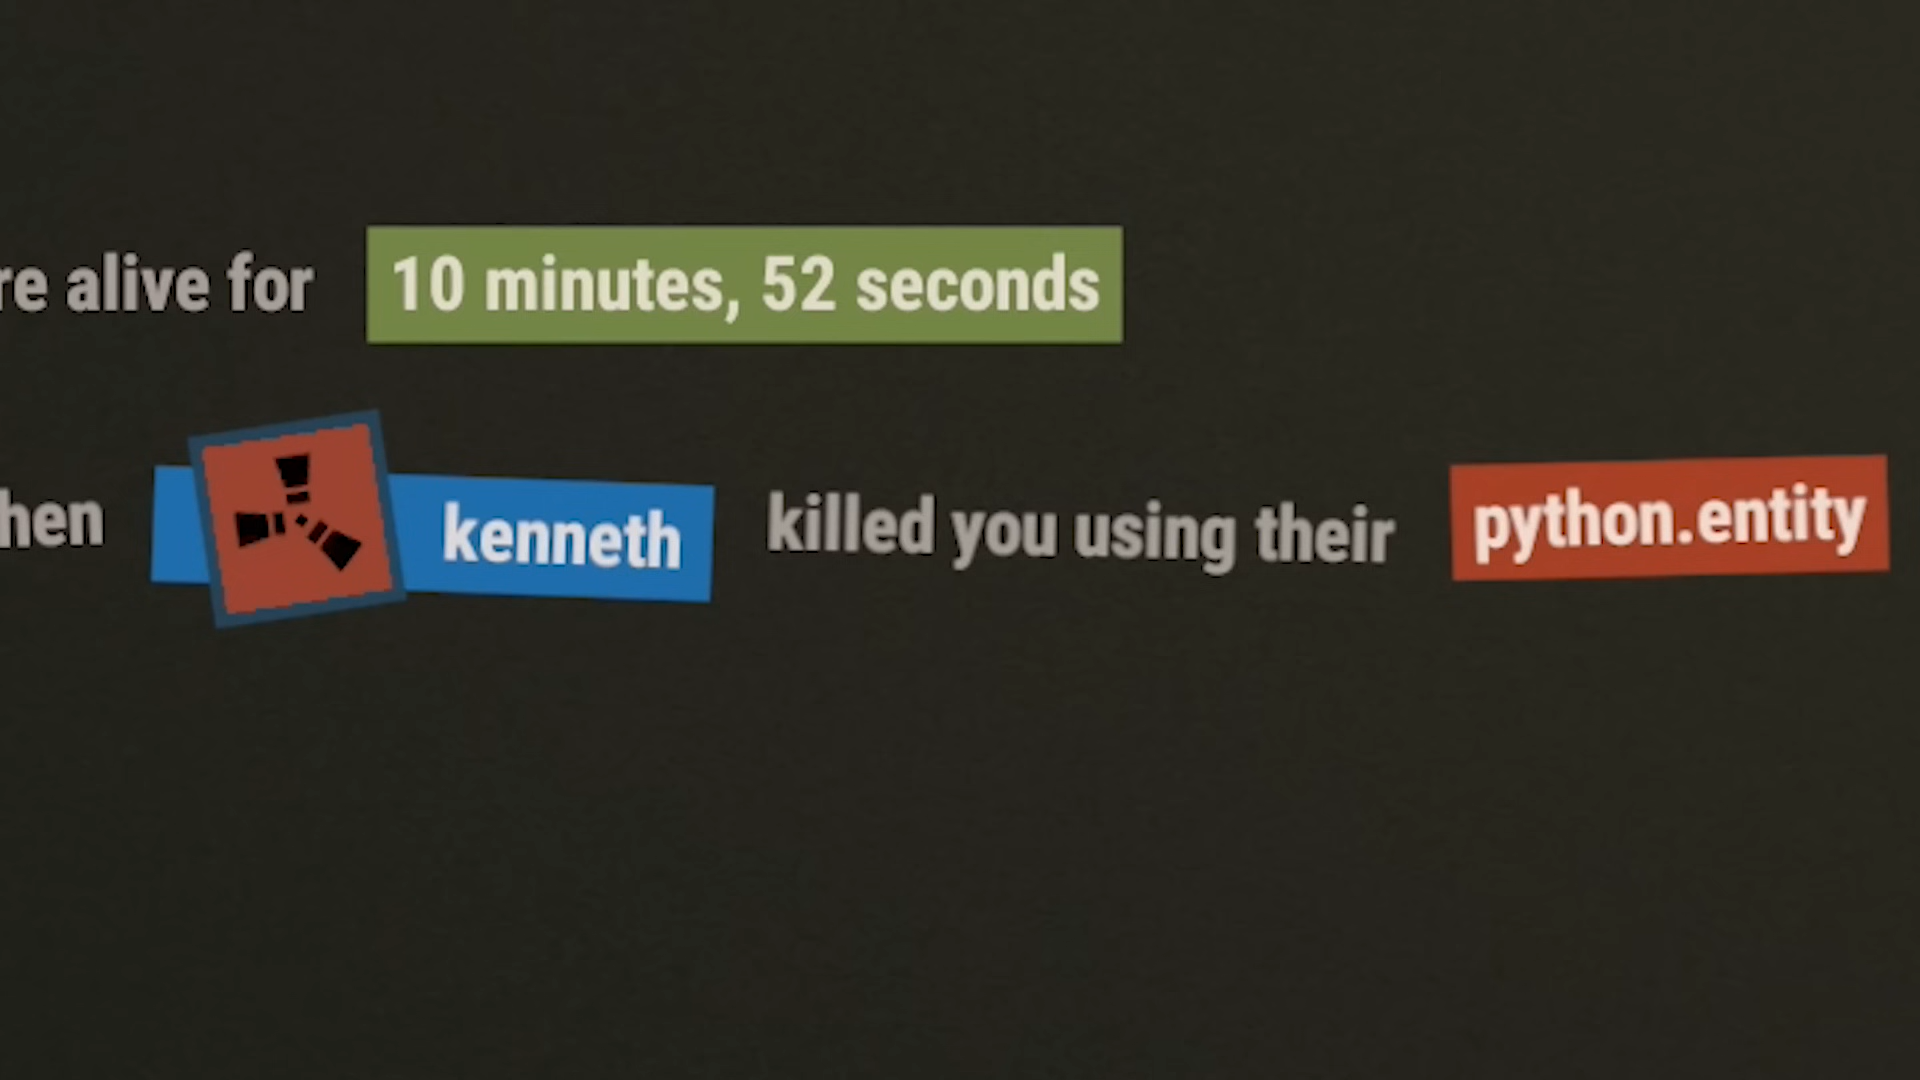 re alive for 10 minutes, 52 seconds
hen kenneth killed you using their python.entity